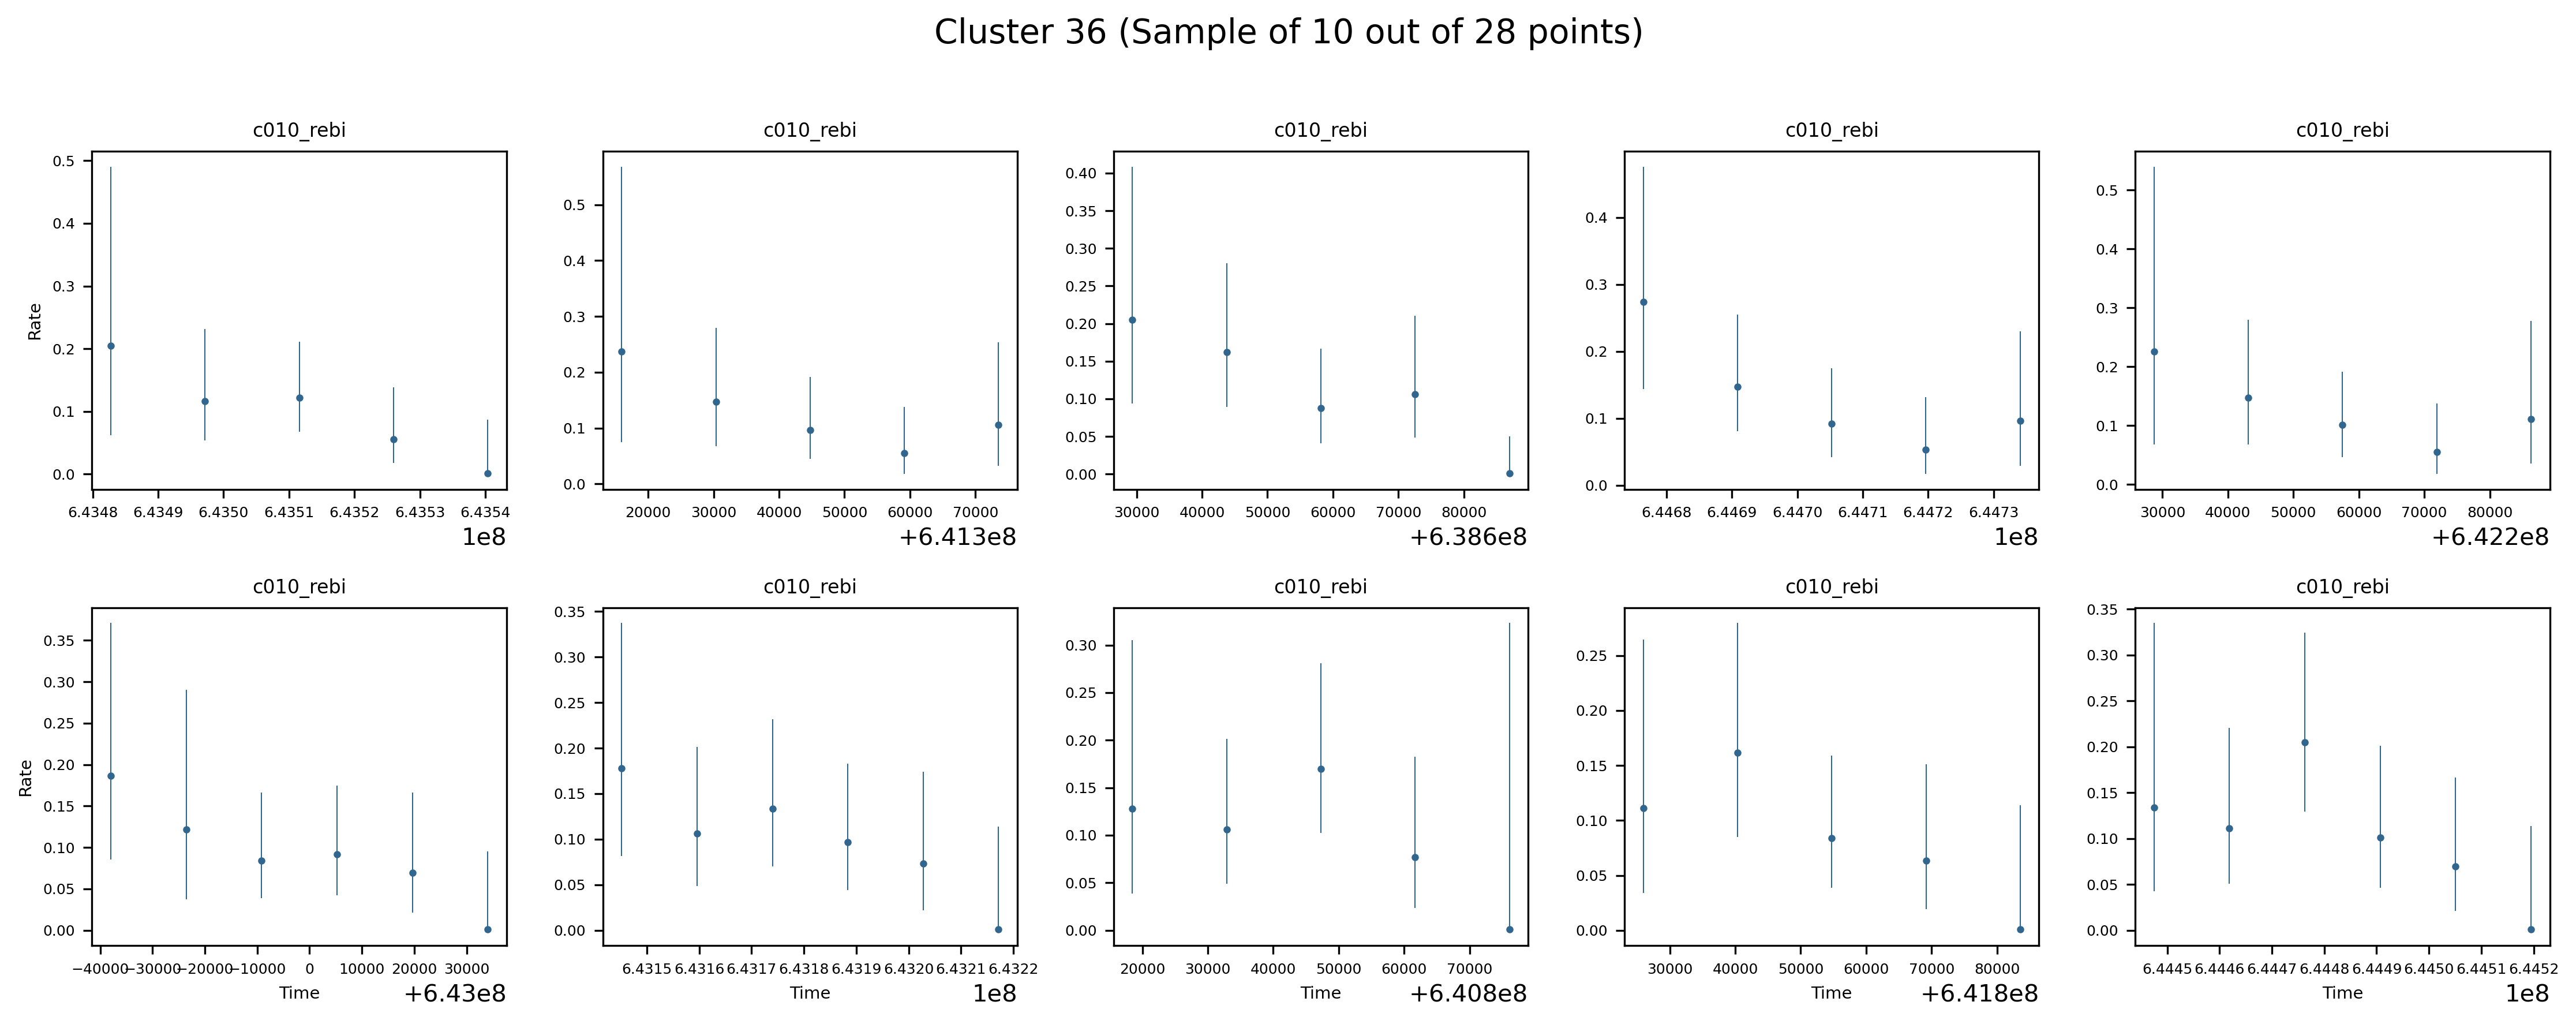 Cluster 36 (Sample of 10 out of 28 points)
c010_rebi c010_rebi c010_rebi c010_rebi c010_rebi
Rate
0.5
0.4
0.3
0.2
0.1
0.0
6.4348 6.4349 6.4350 6.4351 6.4352 6.4353 6.4354
1e8
0.5
0.4
0.3
0.2
0.1
0.0
20000 30000 40000 50000 60000 70000
+6.413e8
0.40
0.35
0.30
0.25
0.20
0.15
0.10
0.05
0.00
30000 40000 50000 60000 70000 80000
+6.386e8
0.4
0.3
0.2
0.1
0.0
6.4468 6.4469 6.4470 6.4471 6.4472 6.4473
1e8
0.5
0.4
0.3
0.2
0.1
0.0
30000 40000 50000 60000 70000 80000
+6.422e8
c010_rebi c010_rebi c010_rebi c010_rebi c010_rebi
Rate
0.35
0.30
0.25
0.20
0.15
0.10
0.05
0.00
−40000 −30000 −20000 −10000 0 10000 20000 30000
Time +6.43e8
0.35
0.30
0.25
0.20
0.15
0.10
0.05
0.00
6.4315 6.4316 6.4317 6.4318 6.4319 6.4320 6.4321 6.4322
Time 1e8
0.30
0.25
0.20
0.15
0.10
0.05
0.00
20000 30000 40000 50000 60000 70000
Time +6.408e8
0.25
0.20
0.15
0.10
0.05
0.00
30000 40000 50000 60000 70000 80000
Time +6.418e8
0.35
0.30
0.25
0.20
0.15
0.10
0.05
0.00
6.4445 6.4446 6.4447 6.4448 6.4449 6.4450 6.4451 6.4452
Time 1e8